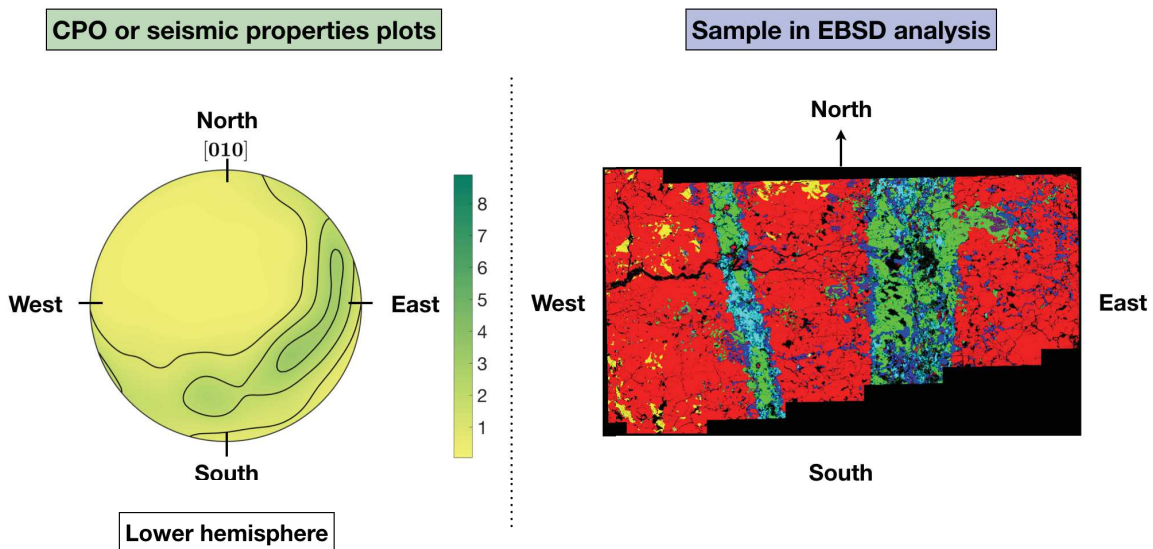 CPO or seismic properties plots
Sample in EBSD analysis
North
[010]
West
East
South
8
7
6
5
4
3
2
1
Lower hemisphere
North
West
East
South